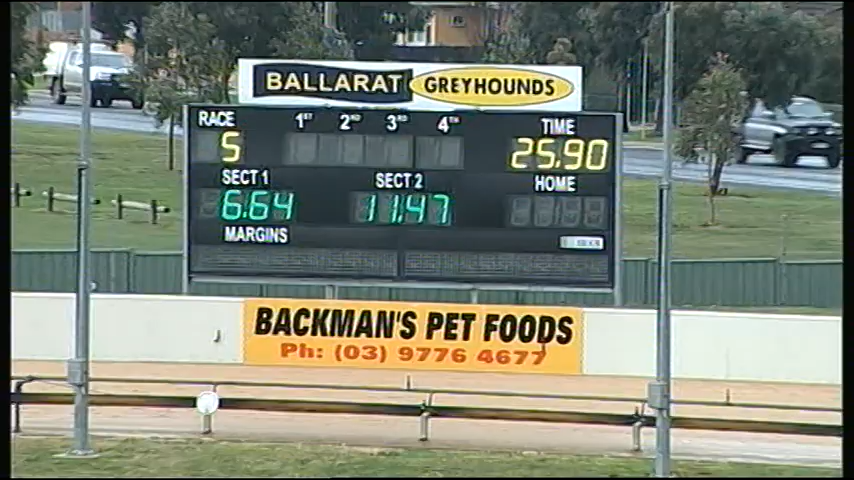 BALLARAT GREYHOUNDS
RACE 1ST 2ND 3RD 4TH TIME
5 25.90
SECT 1 SECT 2 HOME
6.64 11.47
MARGINS
BACKMAN'S PET FOODS
Ph: (03) 9776 4677